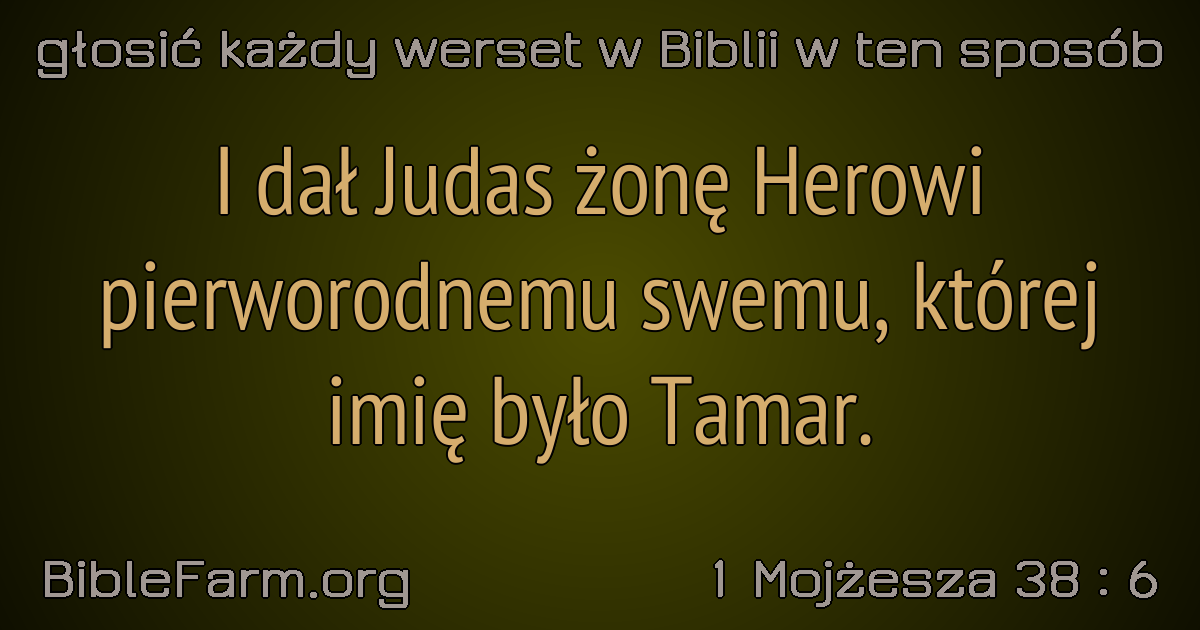 głosić każdy werset w Biblii w ten sposób
I dał Judas żonę Herowi
pierworodnemu swemu, której
imię było Tamar.
BibleFarm.org
1 Mojżesza 38 : 6